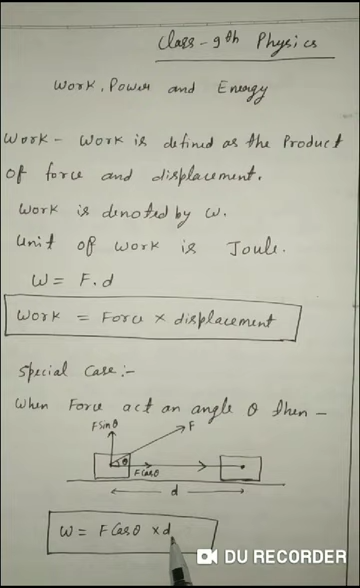 Class - 9th Physics
Work, Power and Energy
Work - Work is defined as the Product
of force and displacement.
Work is denoted by W.
Unit of Work is Joule.
W = F.d
Work = Force × displacement
Special Case:-
When Force act an angle θ then -
Fsinθ
F
θ
Fcosθ
d
W = F Cosθ × d
DU RECORDER